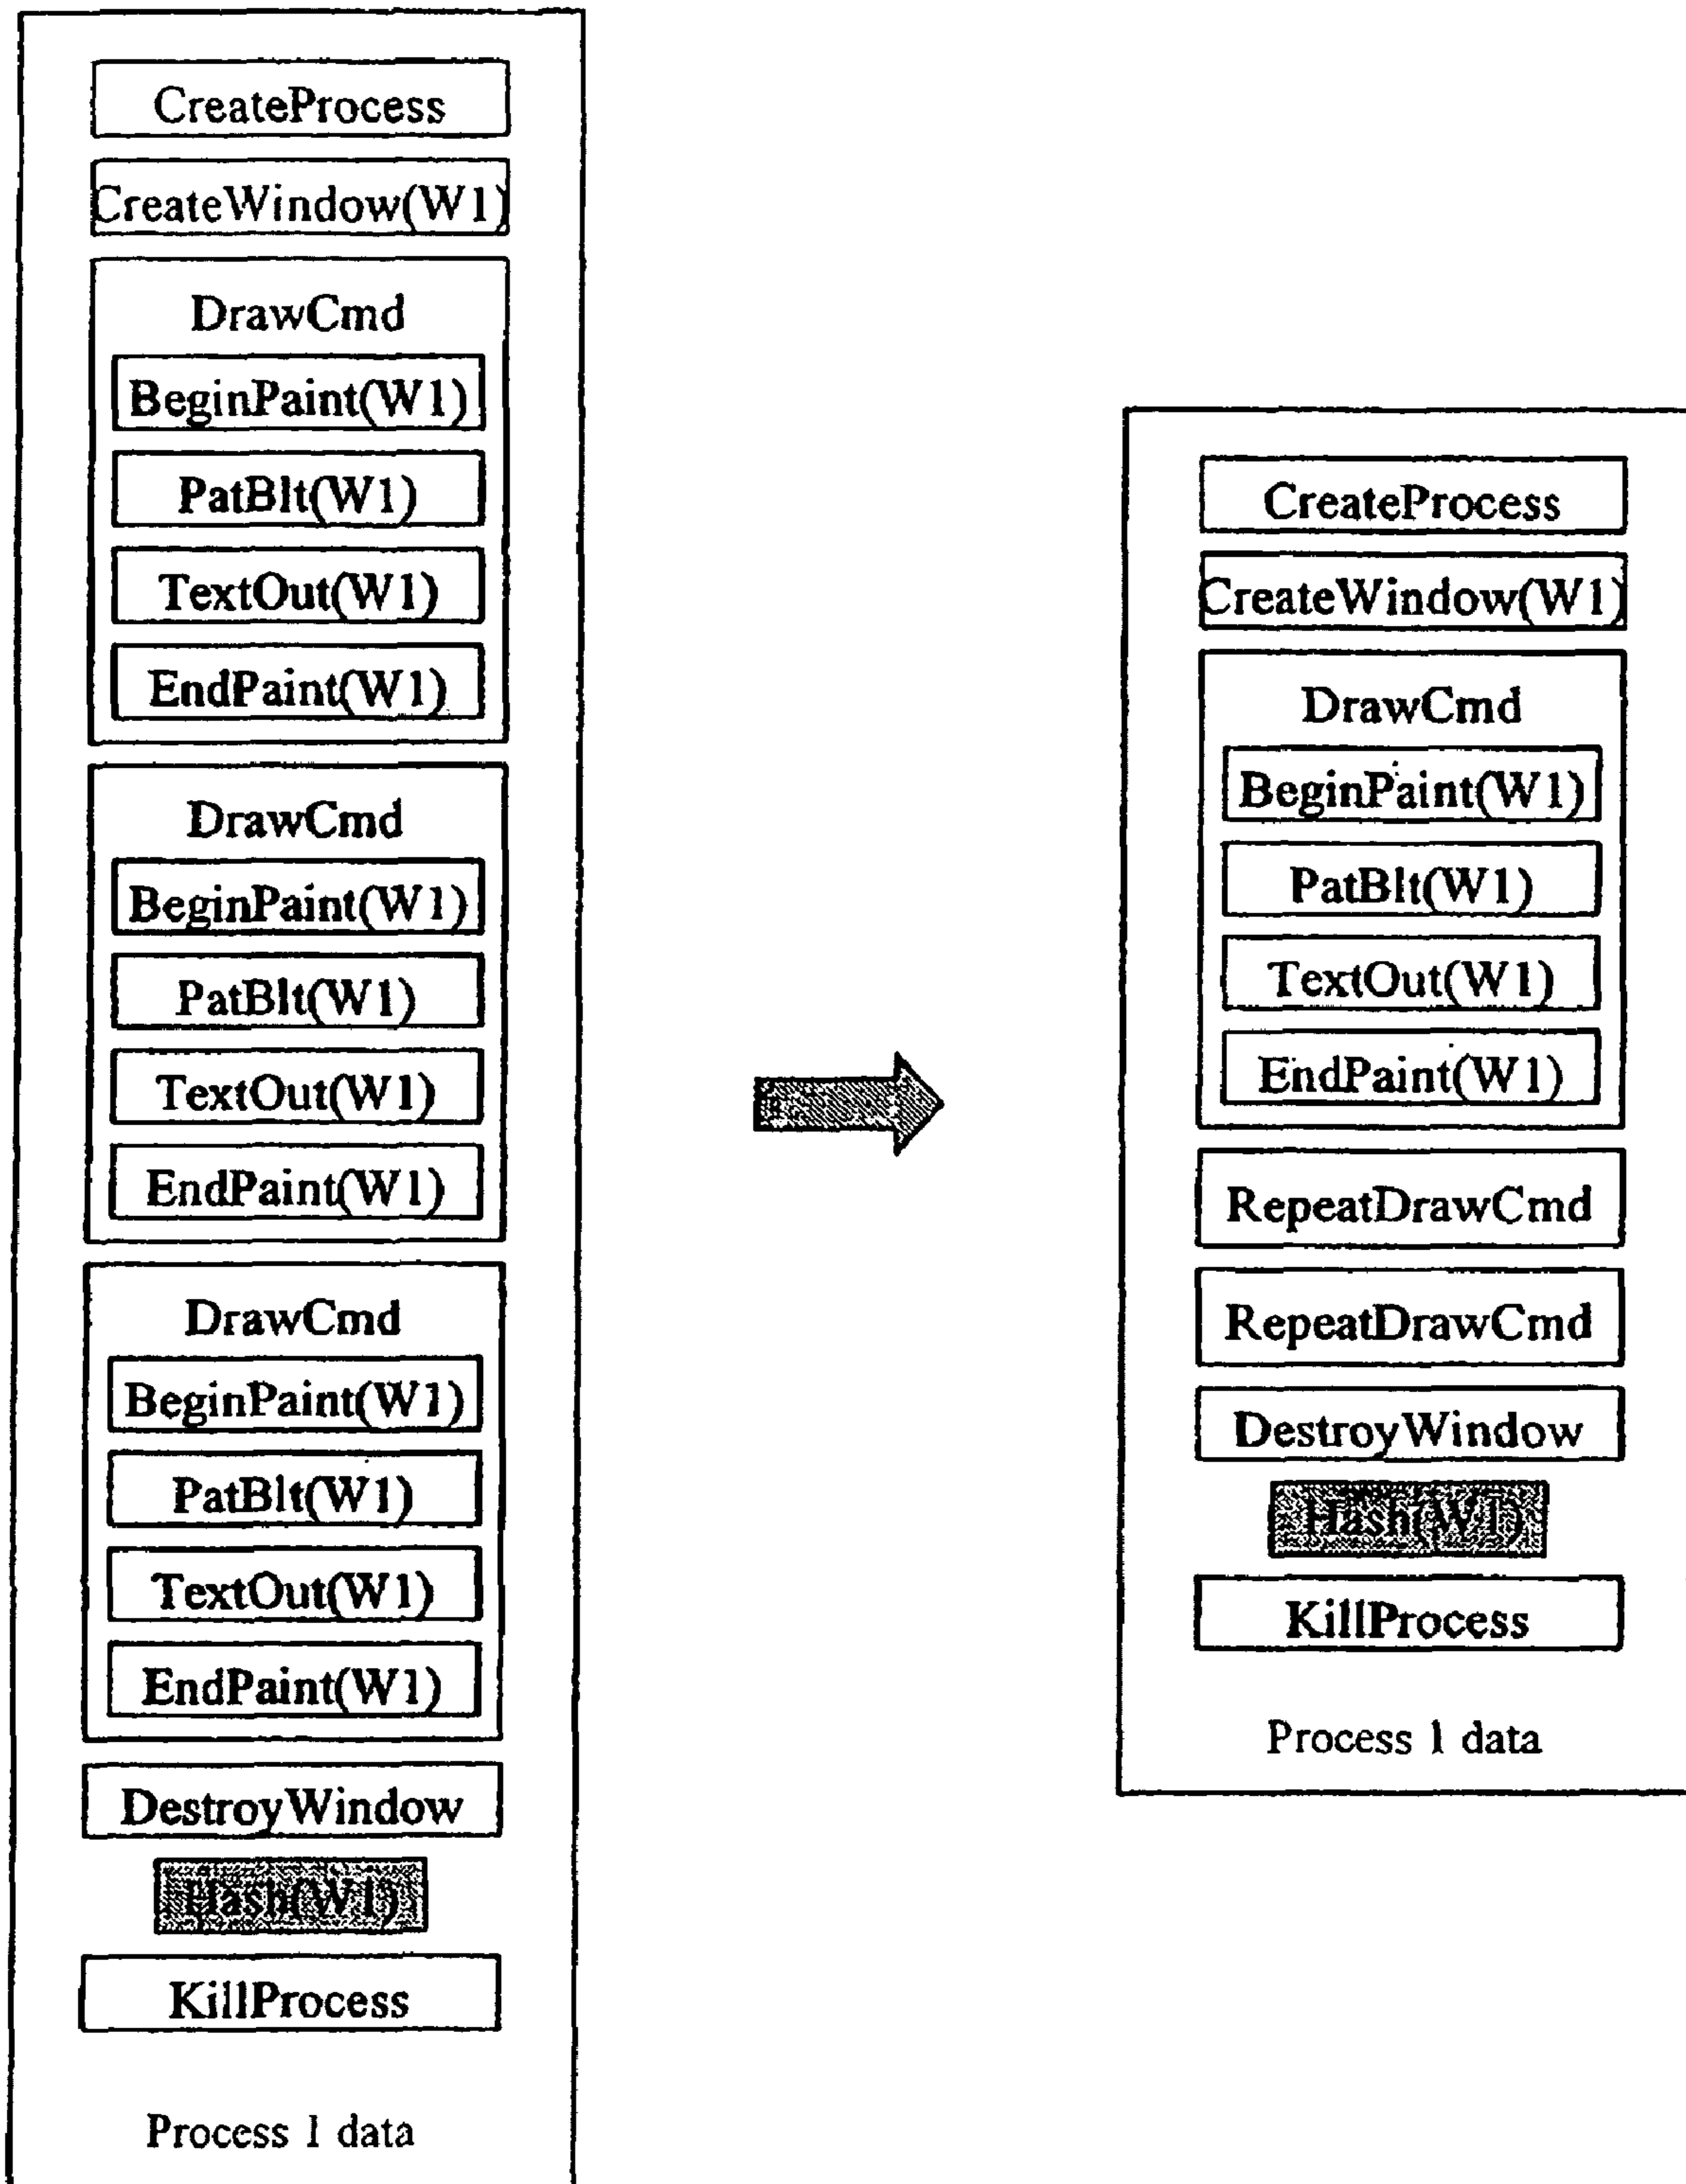 CreateProcess
CreateWindow(W1)
DrawCmd
BeginPaint(W1)
PatBlt(W1)
TextOut(W1)
EndPaint(W1)
DrawCmd
BeginPaint(W1)
PatBlt(W1)
TextOut(W1)
EndPaint(W1)
DrawCmd
BeginPaint(W1)
PatBlt(W1)
TextOut(W1)
EndPaint(W1)
DestroyWindow
Hash(W1)
KillProcess
Process 1 data
CreateProcess
CreateWindow(W1)
DrawCmd
BeginPaint(W1)
PatBlt(W1)
TextOut(W1)
EndPaint(W1)
RepeatDrawCmd
RepeatDrawCmd
DestroyWindow
Hash(W1)
KillProcess
Process 1 data